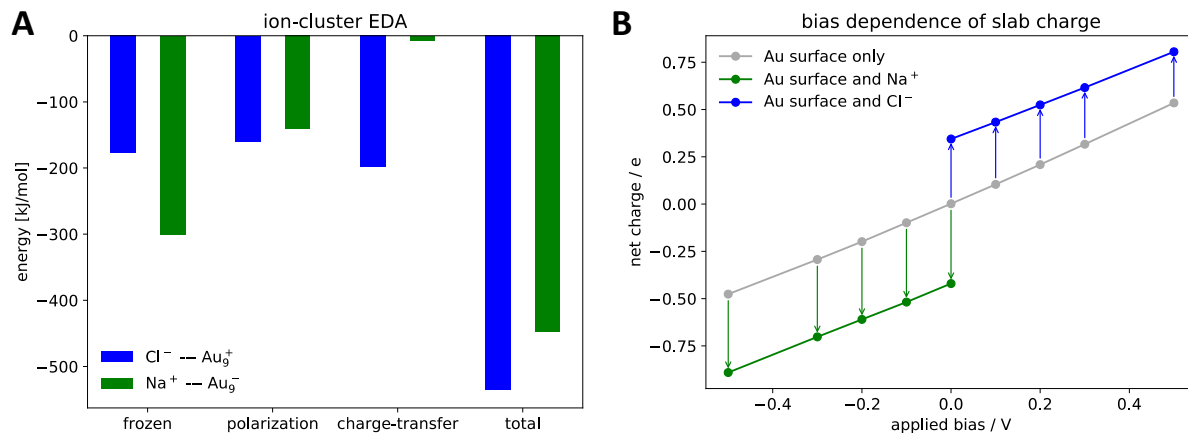 A
ion-cluster EDA
energy [kJ/mol]
0
−100
−200
−300
−400
−500
Cl⁻ --- Au₉⁺
Na⁺ --- Au₉⁻
frozen
polarization
charge-transfer
total
B
bias dependence of slab charge
net charge / e
0.75
0.50
0.25
0.00
−0.25
−0.50
−0.75
Au surface only
Au surface and Na⁺
Au surface and Cl⁻
−0.4
−0.2
0.0
0.2
0.4
applied bias / V